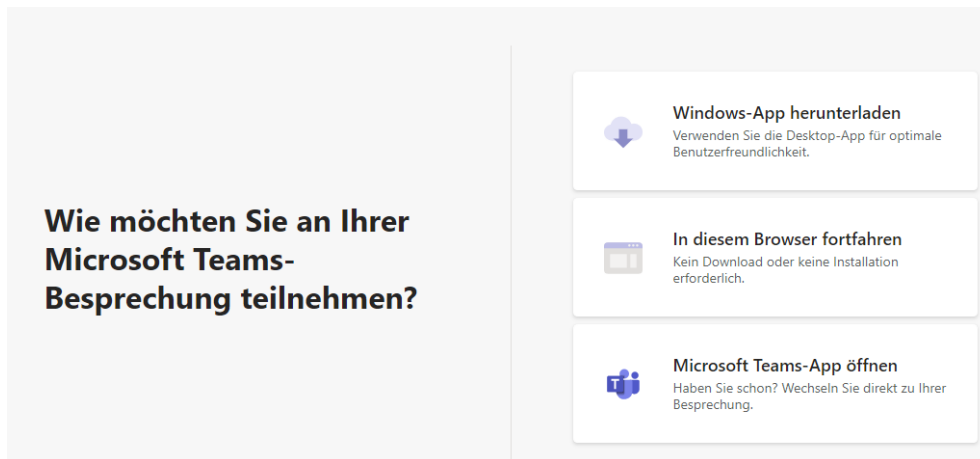 Wie möchten Sie an Ihrer
Microsoft Teams-
Besprechung teilnehmen?
Windows-App herunterladen
Verwenden Sie die Desktop-App für optimale
Benutzerfreundlichkeit.
In diesem Browser fortfahren
Kein Download oder keine Installation
erforderlich.
T
Microsoft Teams-App öffnen
Haben Sie schon? Wechseln Sie direkt zu Ihrer
Besprechung.